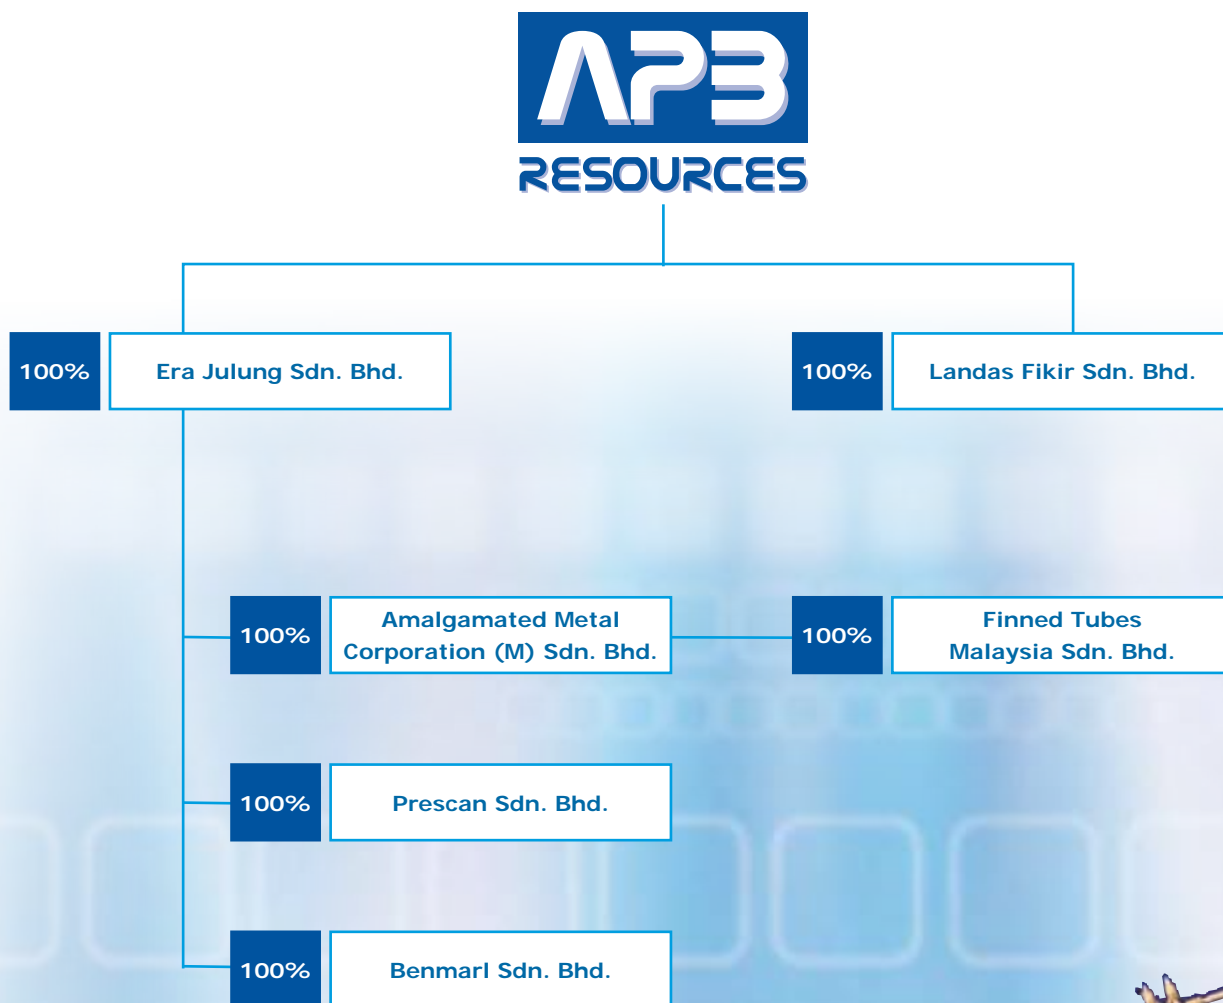 APB
RESOURCES
100% Era Julung Sdn. Bhd.
100% Landas Fikir Sdn. Bhd.
100% Amalgamated Metal
Corporation (M) Sdn. Bhd.
100% Finned Tubes
Malaysia Sdn. Bhd.
100% Prescan Sdn. Bhd.
100% Benmarl Sdn. Bhd.